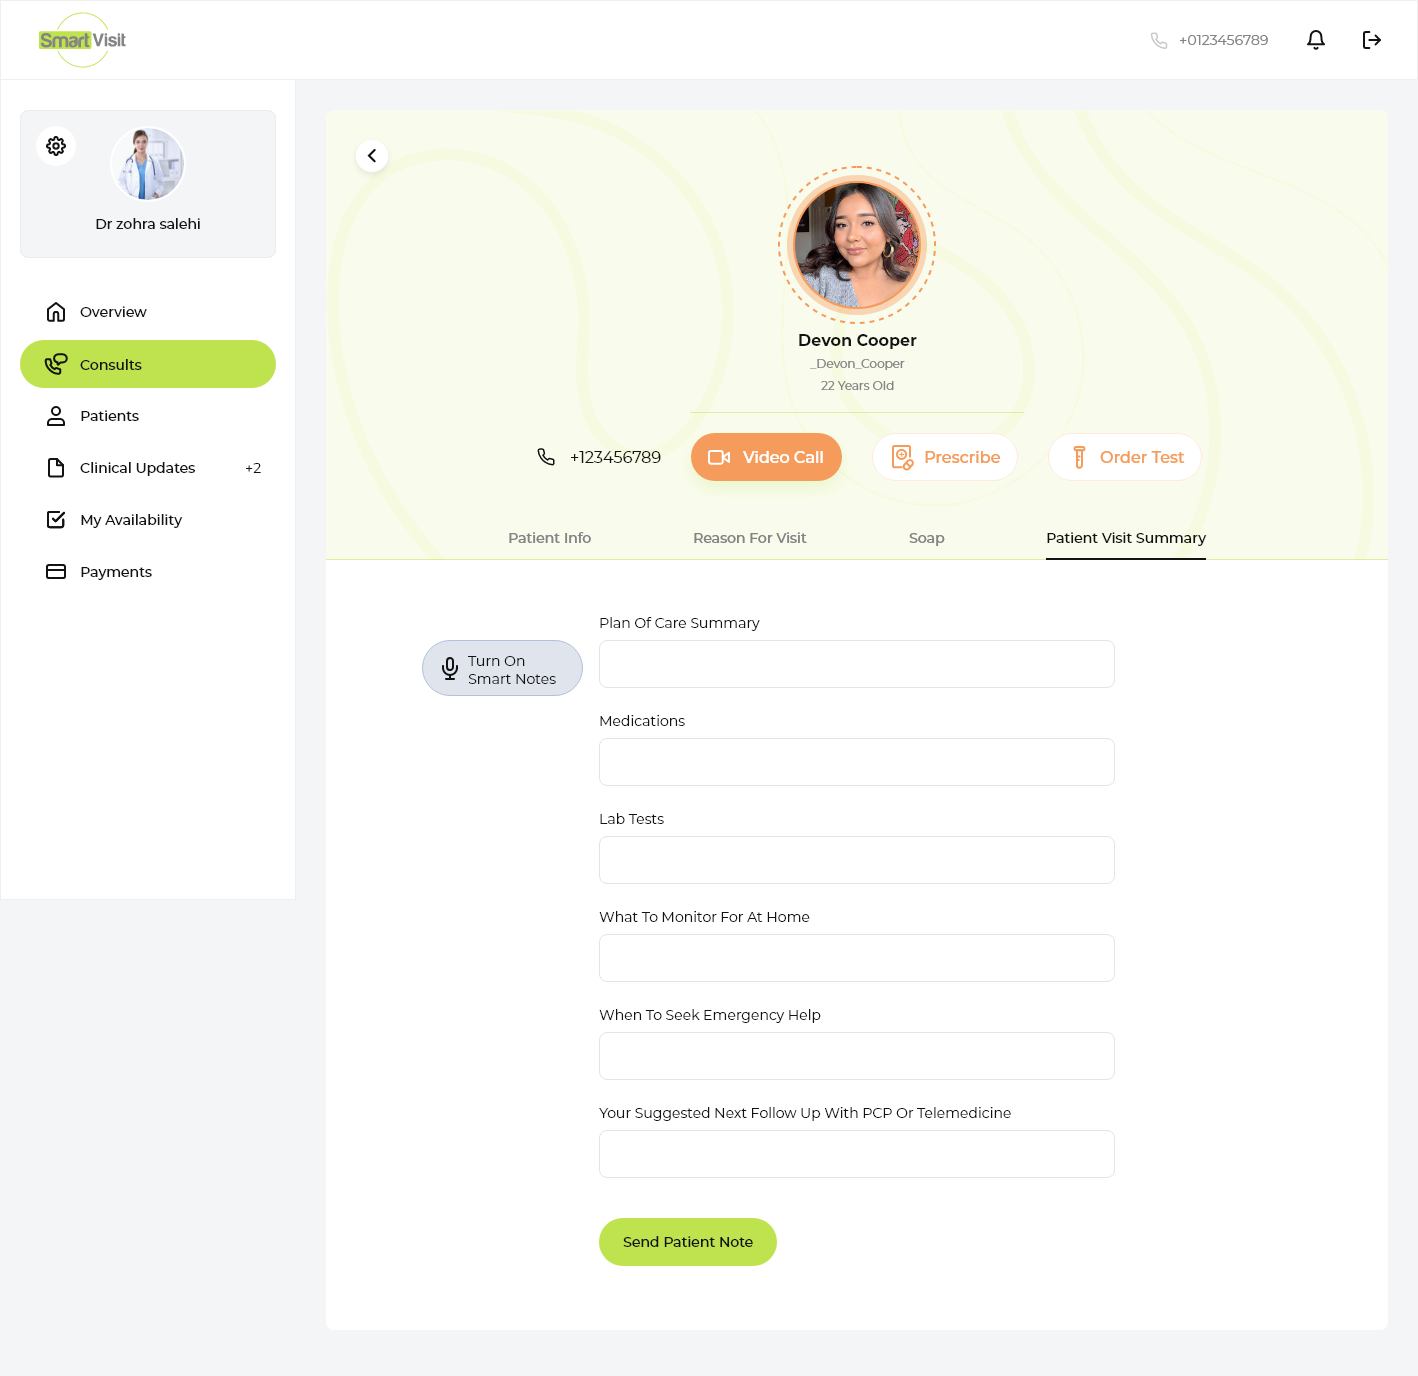 Smart Visit
+0123456789
Dr zohra salehi
Overview
Consults
Patients
Clinical Updates +2
My Availability
Payments
Devon Cooper
_Devon_Cooper
22 Years Old
+123456789 Video Call Prescribe Order Test
Patient Info Reason For Visit Soap Patient Visit Summary
Turn On
Smart Notes
Plan Of Care Summary
Medications
Lab Tests
What To Monitor For At Home
When To Seek Emergency Help
Your Suggested Next Follow Up With PCP Or Telemedicine
Send Patient Note